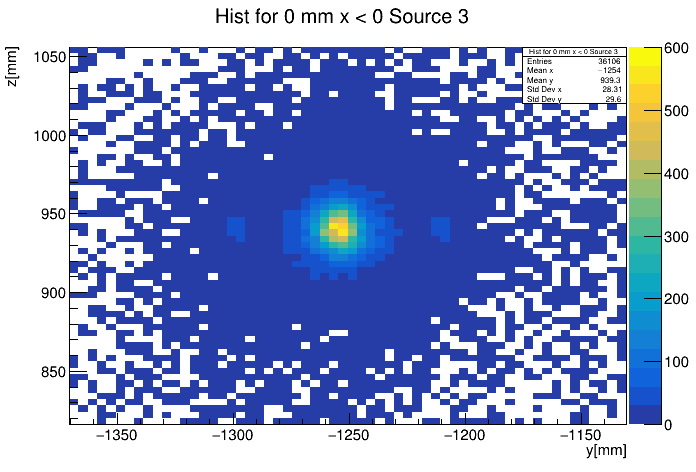 Hist for 0 mm x < 0 Source 3
z[mm]
1050
1000
950
900
850
Hist for 0 mm x < 0 Source 3
Entries 36106
Mean x −1254
Mean y 939.3
Std Dev x 28.31
Std Dev y 29.6
600
500
400
300
200
100
0
−1350 −1300 −1250 −1200 −1150
y[mm]